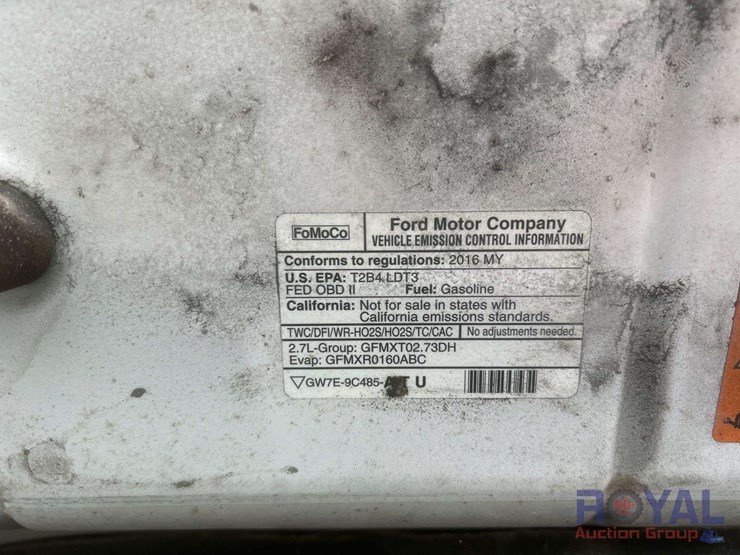 FoMoCo
Ford Motor Company
VEHICLE EMISSION CONTROL INFORMATION
Conforms to regulations: 2016 MY
U.S. EPA: T2B4 LDT3
FED OBD II Fuel: Gasoline
California: Not for sale in states with
California emissions standards.
TWC/DFI/WR-HO2S/HO2S/TC/CAC No adjustments needed.
2.7L-Group: GFMXT02.73DH
Evap: GFMXR0160ABC
GW7E-9C485- U
ROYAL
Auction Group